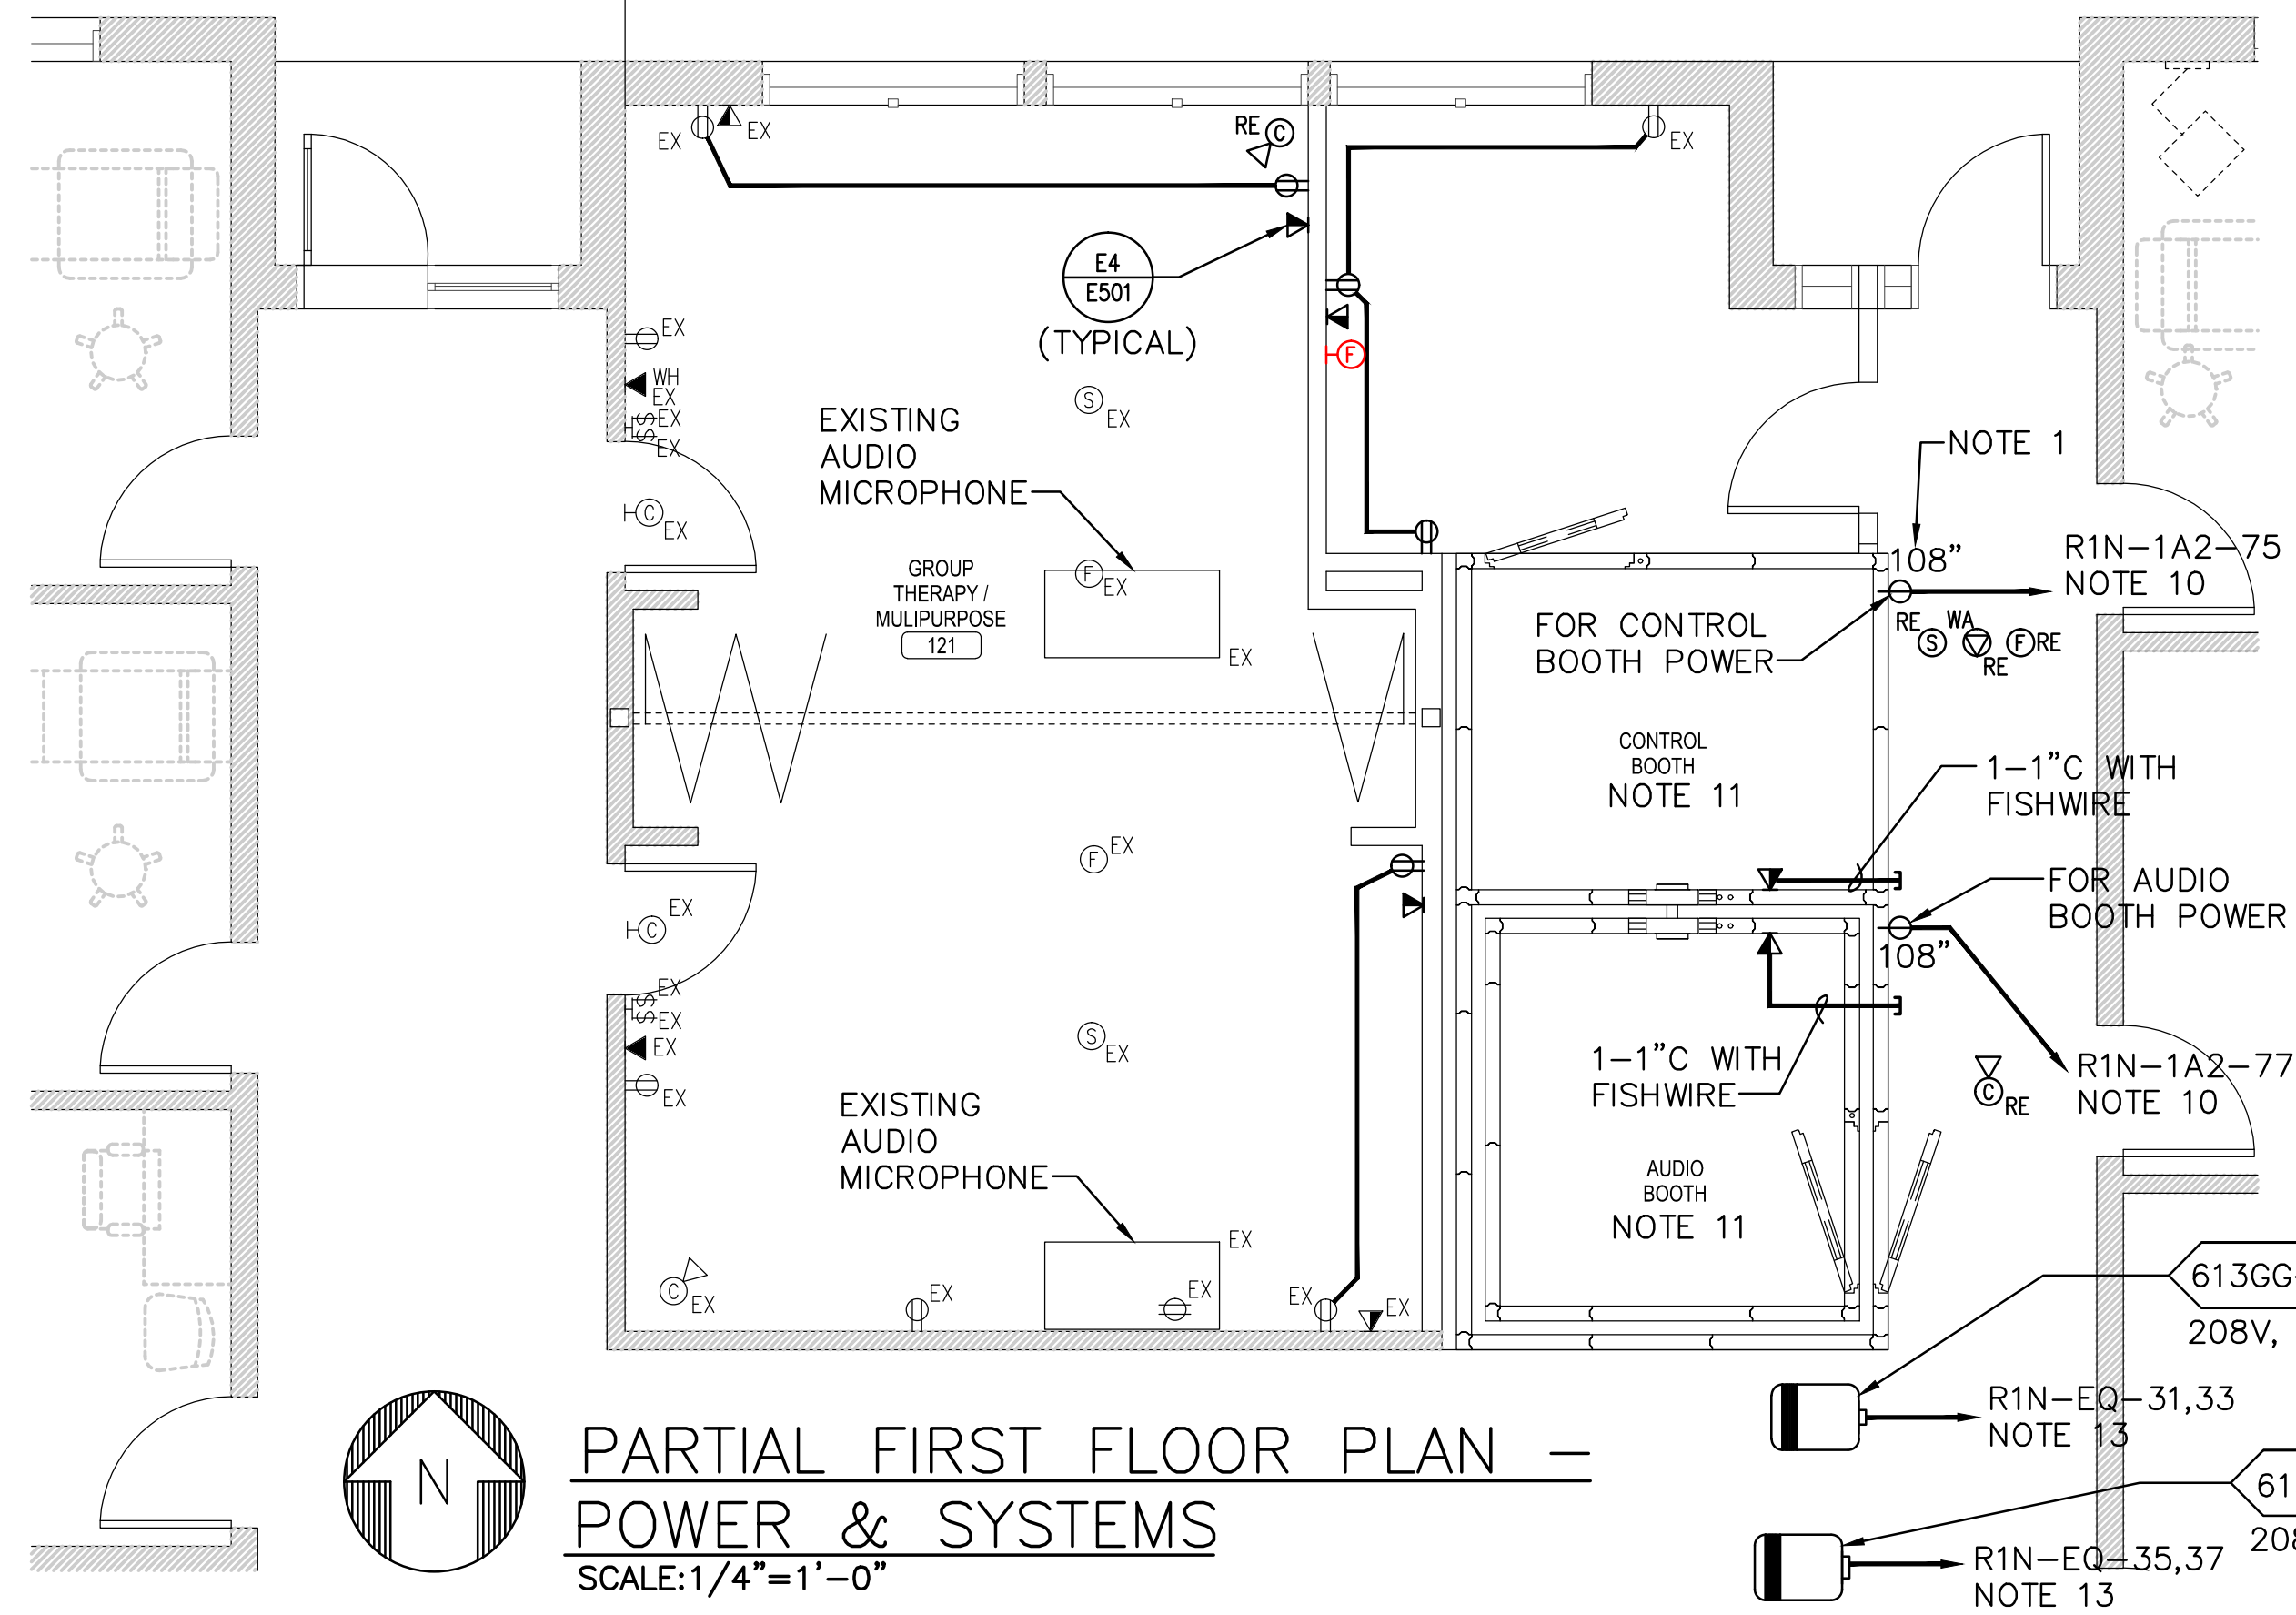 EX
EX
RE
C
EX
E4
E501
(TYPICAL)
F
EX
WH
EX
SS
EX
EX
S
EX
EXISTING
AUDIO
MICROPHONE
C
EX
GROUP
THERAPY /
MULIPURPOSE
121
F
EX
EX
NOTE 1
108"
R1N-1A2-75
NOTE 10
FOR CONTROL
BOOTH POWER
RE
S
WA
RE
F
RE
CONTROL
BOOTH
NOTE 11
1-1"C WITH
FISHWIRE
F
EX
FOR AUDIO
BOOTH POWER
108"
C
EX
SS
EX
EX
EX
EX
S
EX
1-1"C WITH
FISHWIRE
R1N-1A2-77
NOTE 10
C
RE
EXISTING
AUDIO
MICROPHONE
AUDIO
BOOTH
NOTE 11
EX
C
EX
EX
EX
EX
EX
613GG
208V,
R1N-EQ-31,33
NOTE 13
61
208
R1N-EQ-35,37
NOTE 13
N
PARTIAL FIRST FLOOR PLAN -
POWER & SYSTEMS
SCALE:1/4"=1'-0"